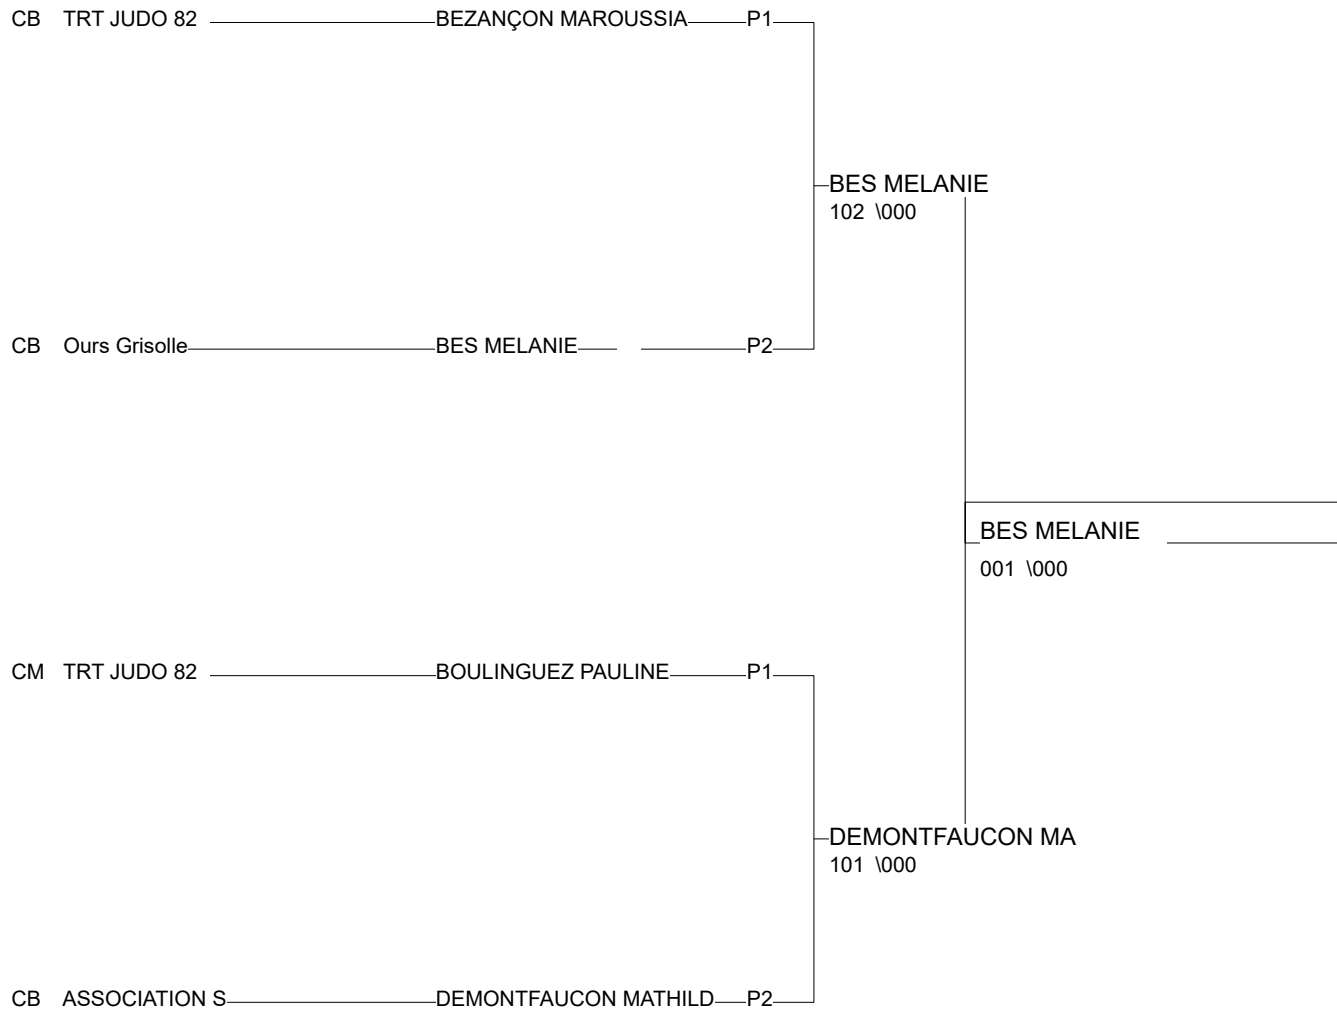 CB TRT JUDO 82 BEZANÇON MAROUSSIA P1
BES MELANIE
102 \000
CB Ours Grisolle BES MELANIE P2
BES MELANIE
001 \000
CM TRT JUDO 82 BOULINGUEZ PAULINE P1
DEMONTFAUCON MA
101 \000
CB ASSOCIATION S DEMONTFAUCON MATHILD P2